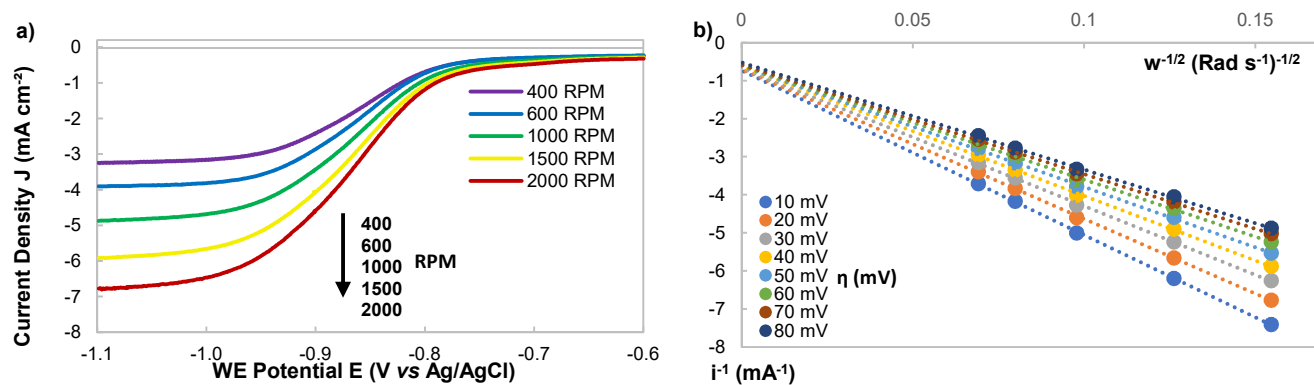 a)
0
-1
-2
-3
-4
-5
-6
-7
-8
Current Density J (mA cm⁻²)
400 RPM
600 RPM
1000 RPM
1500 RPM
2000 RPM
400
600
1000
1500
2000
RPM
-1.1 -1.0 -0.9 -0.8 -0.7 -0.6
WE Potential E (V vs Ag/AgCl)
b)
0 0.05 0.1 0.15
w⁻¹/² (Rad s⁻¹)⁻¹/²
0
-1
-2
-3
-4
-5
-6
-7
-8
10 mV
20 mV
30 mV
40 mV
50 mV
60 mV
70 mV
80 mV
η (mV)
i⁻¹ (mA⁻¹)